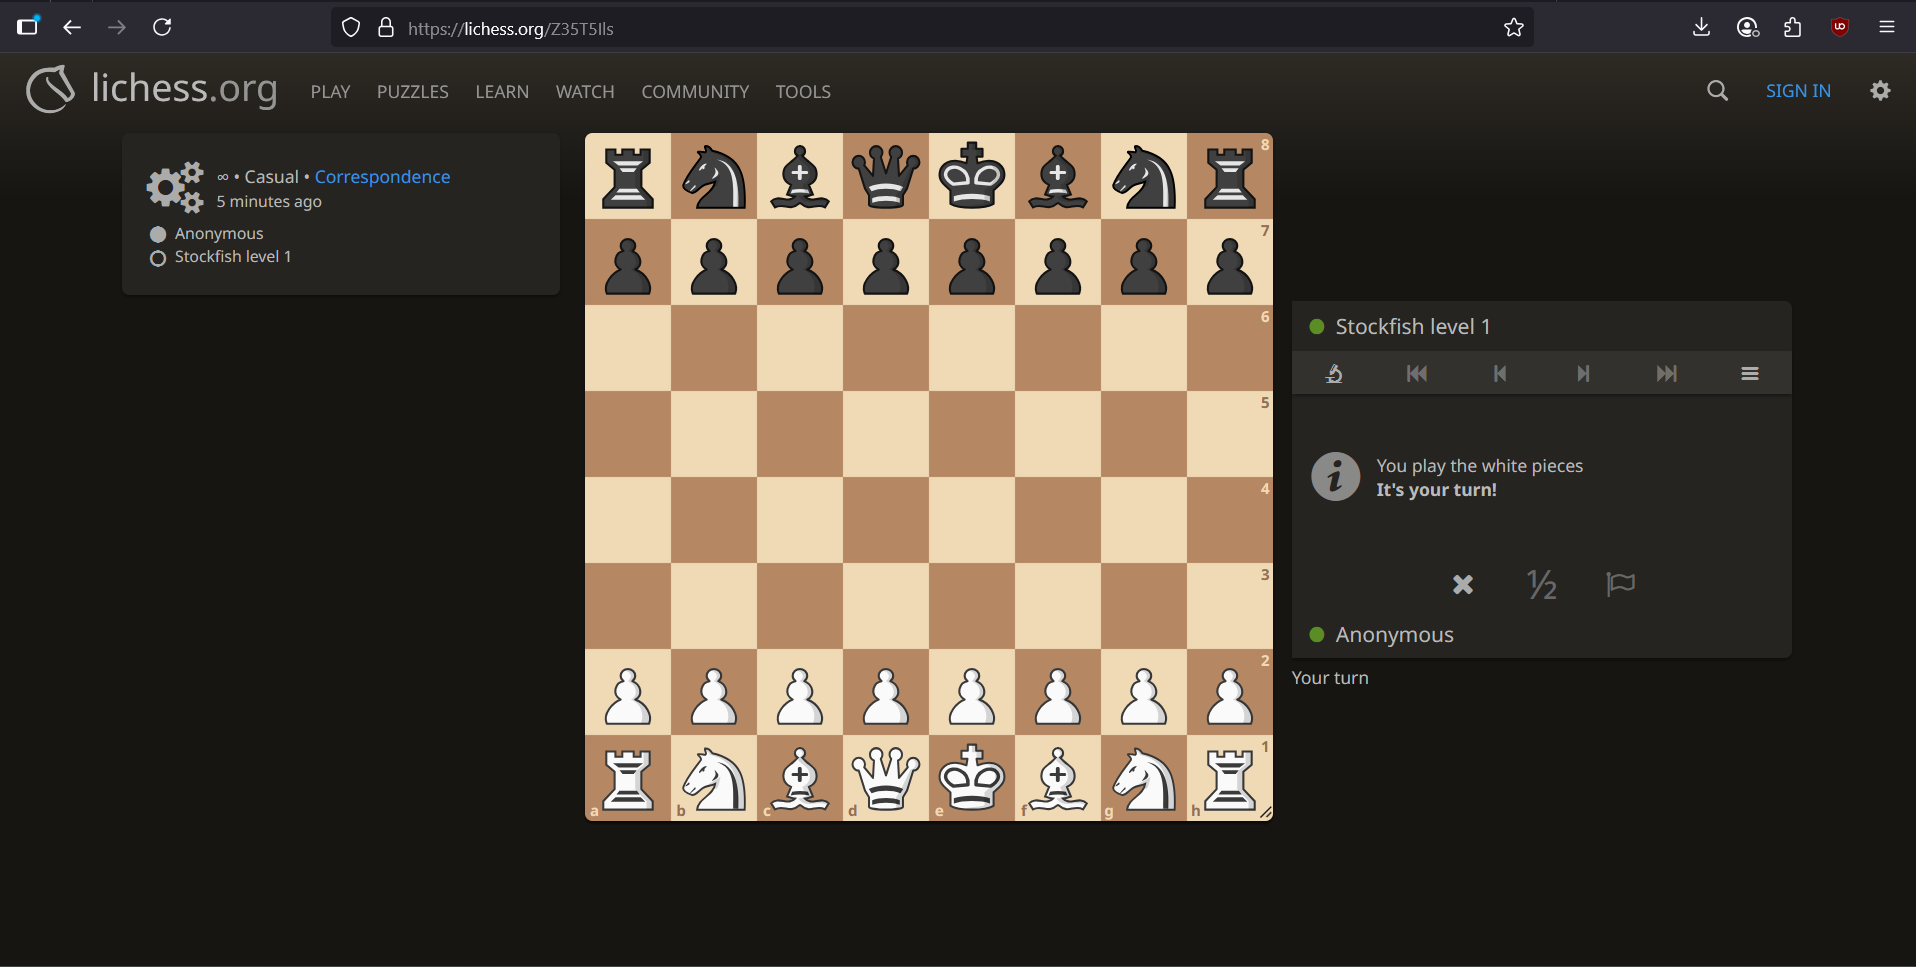 https://lichess.org/Z35T5Ils
lichess.org PLAY PUZZLES LEARN WATCH COMMUNITY TOOLS SIGN IN
∞ • Casual • Correspondence
5 minutes ago
Anonymous
Stockfish level 1
8
7
6
5
4
3
2
1
a b c d e f g h
Stockfish level 1
You play the white pieces
It's your turn!
½
Anonymous
Your turn